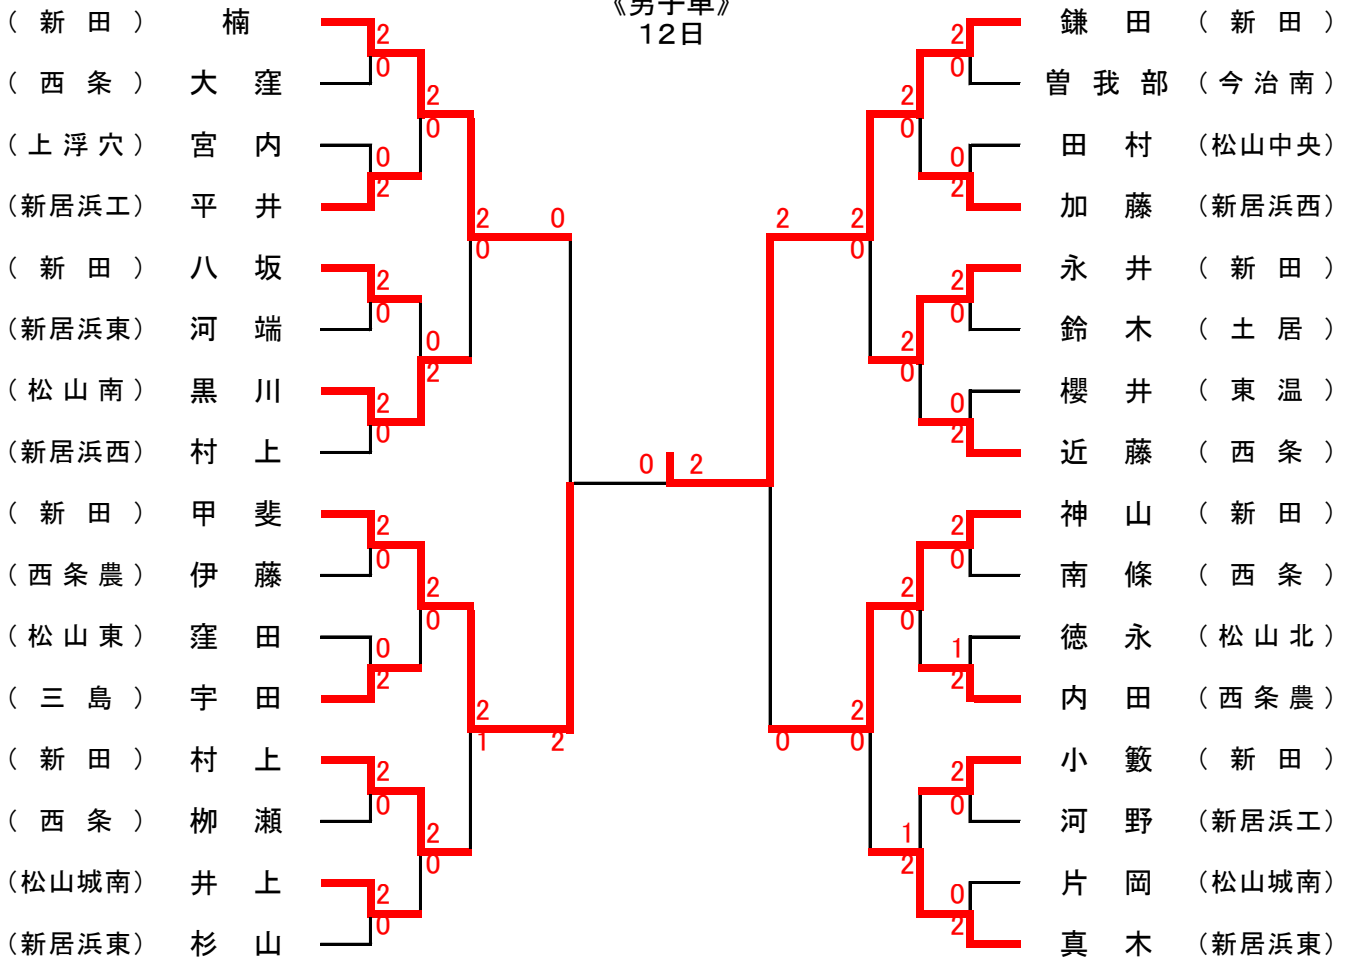 《男子単》
12日
（新田） 楠
2
0
（西条） 大窪
2
0
（上浮穴） 宮内
0
2
（新居浜工） 平井
2 0
0
（新田） 八坂
2
0
（新居浜東） 河端
0
2
（松山南） 黒川
2
0
（新居浜西） 村上
0 2
（新田） 甲斐
2
0
（西条農） 伊藤
2
0
（松山東） 窪田
0
2
（三島） 宇田
2
1 2
（新田） 村上
2
0
（西条） 栁瀬
2
0
（松山城南） 井上
2
0
（新居浜東） 杉山
鎌田 （新田）
2
0
曽我部 （今治南）
2
0
田村 （松山中央）
0
2
加藤 （新居浜西）
2 2
0
永井 （新田）
2
0
鈴木 （土居）
2
0
櫻井 （東温）
0
2
近藤 （西条）
神山 （新田）
2
0
南條 （西条）
2
0
徳永 （松山北）
1
2
内田 （西条農）
2
0 0
小籔 （新田）
2
0
河野 （新居浜工）
1
2
片岡 （松山城南）
0
2
真木 （新居浜東）